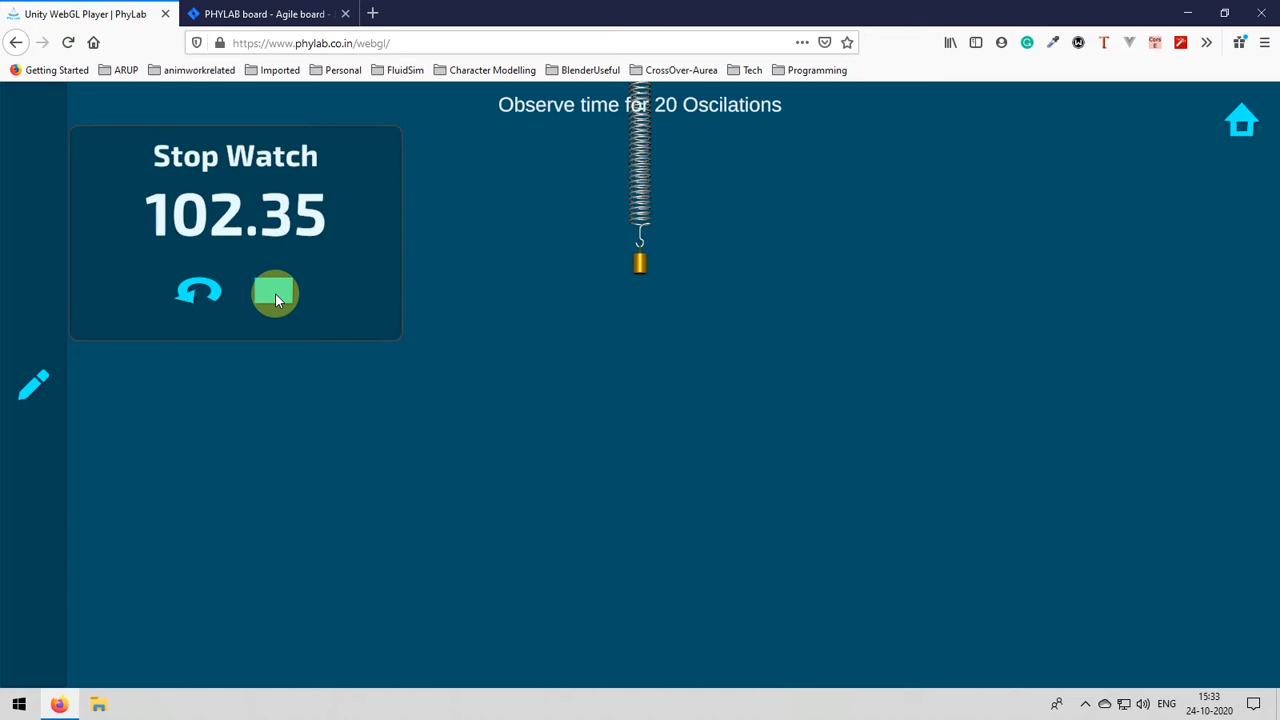 Unity WebGL Player | PhyLab
PHYLAB board - Agile board -
https://www.phylab.co.in/webgl/
Getting Started ARUP animworkrelated Imported Personal FluidSim Character Modelling BlenderUseful CrossOver-Aurea Tech Programming
Observe time for 20 Oscilations
Stop Watch
102.35
ENG
15:33
24-10-2020